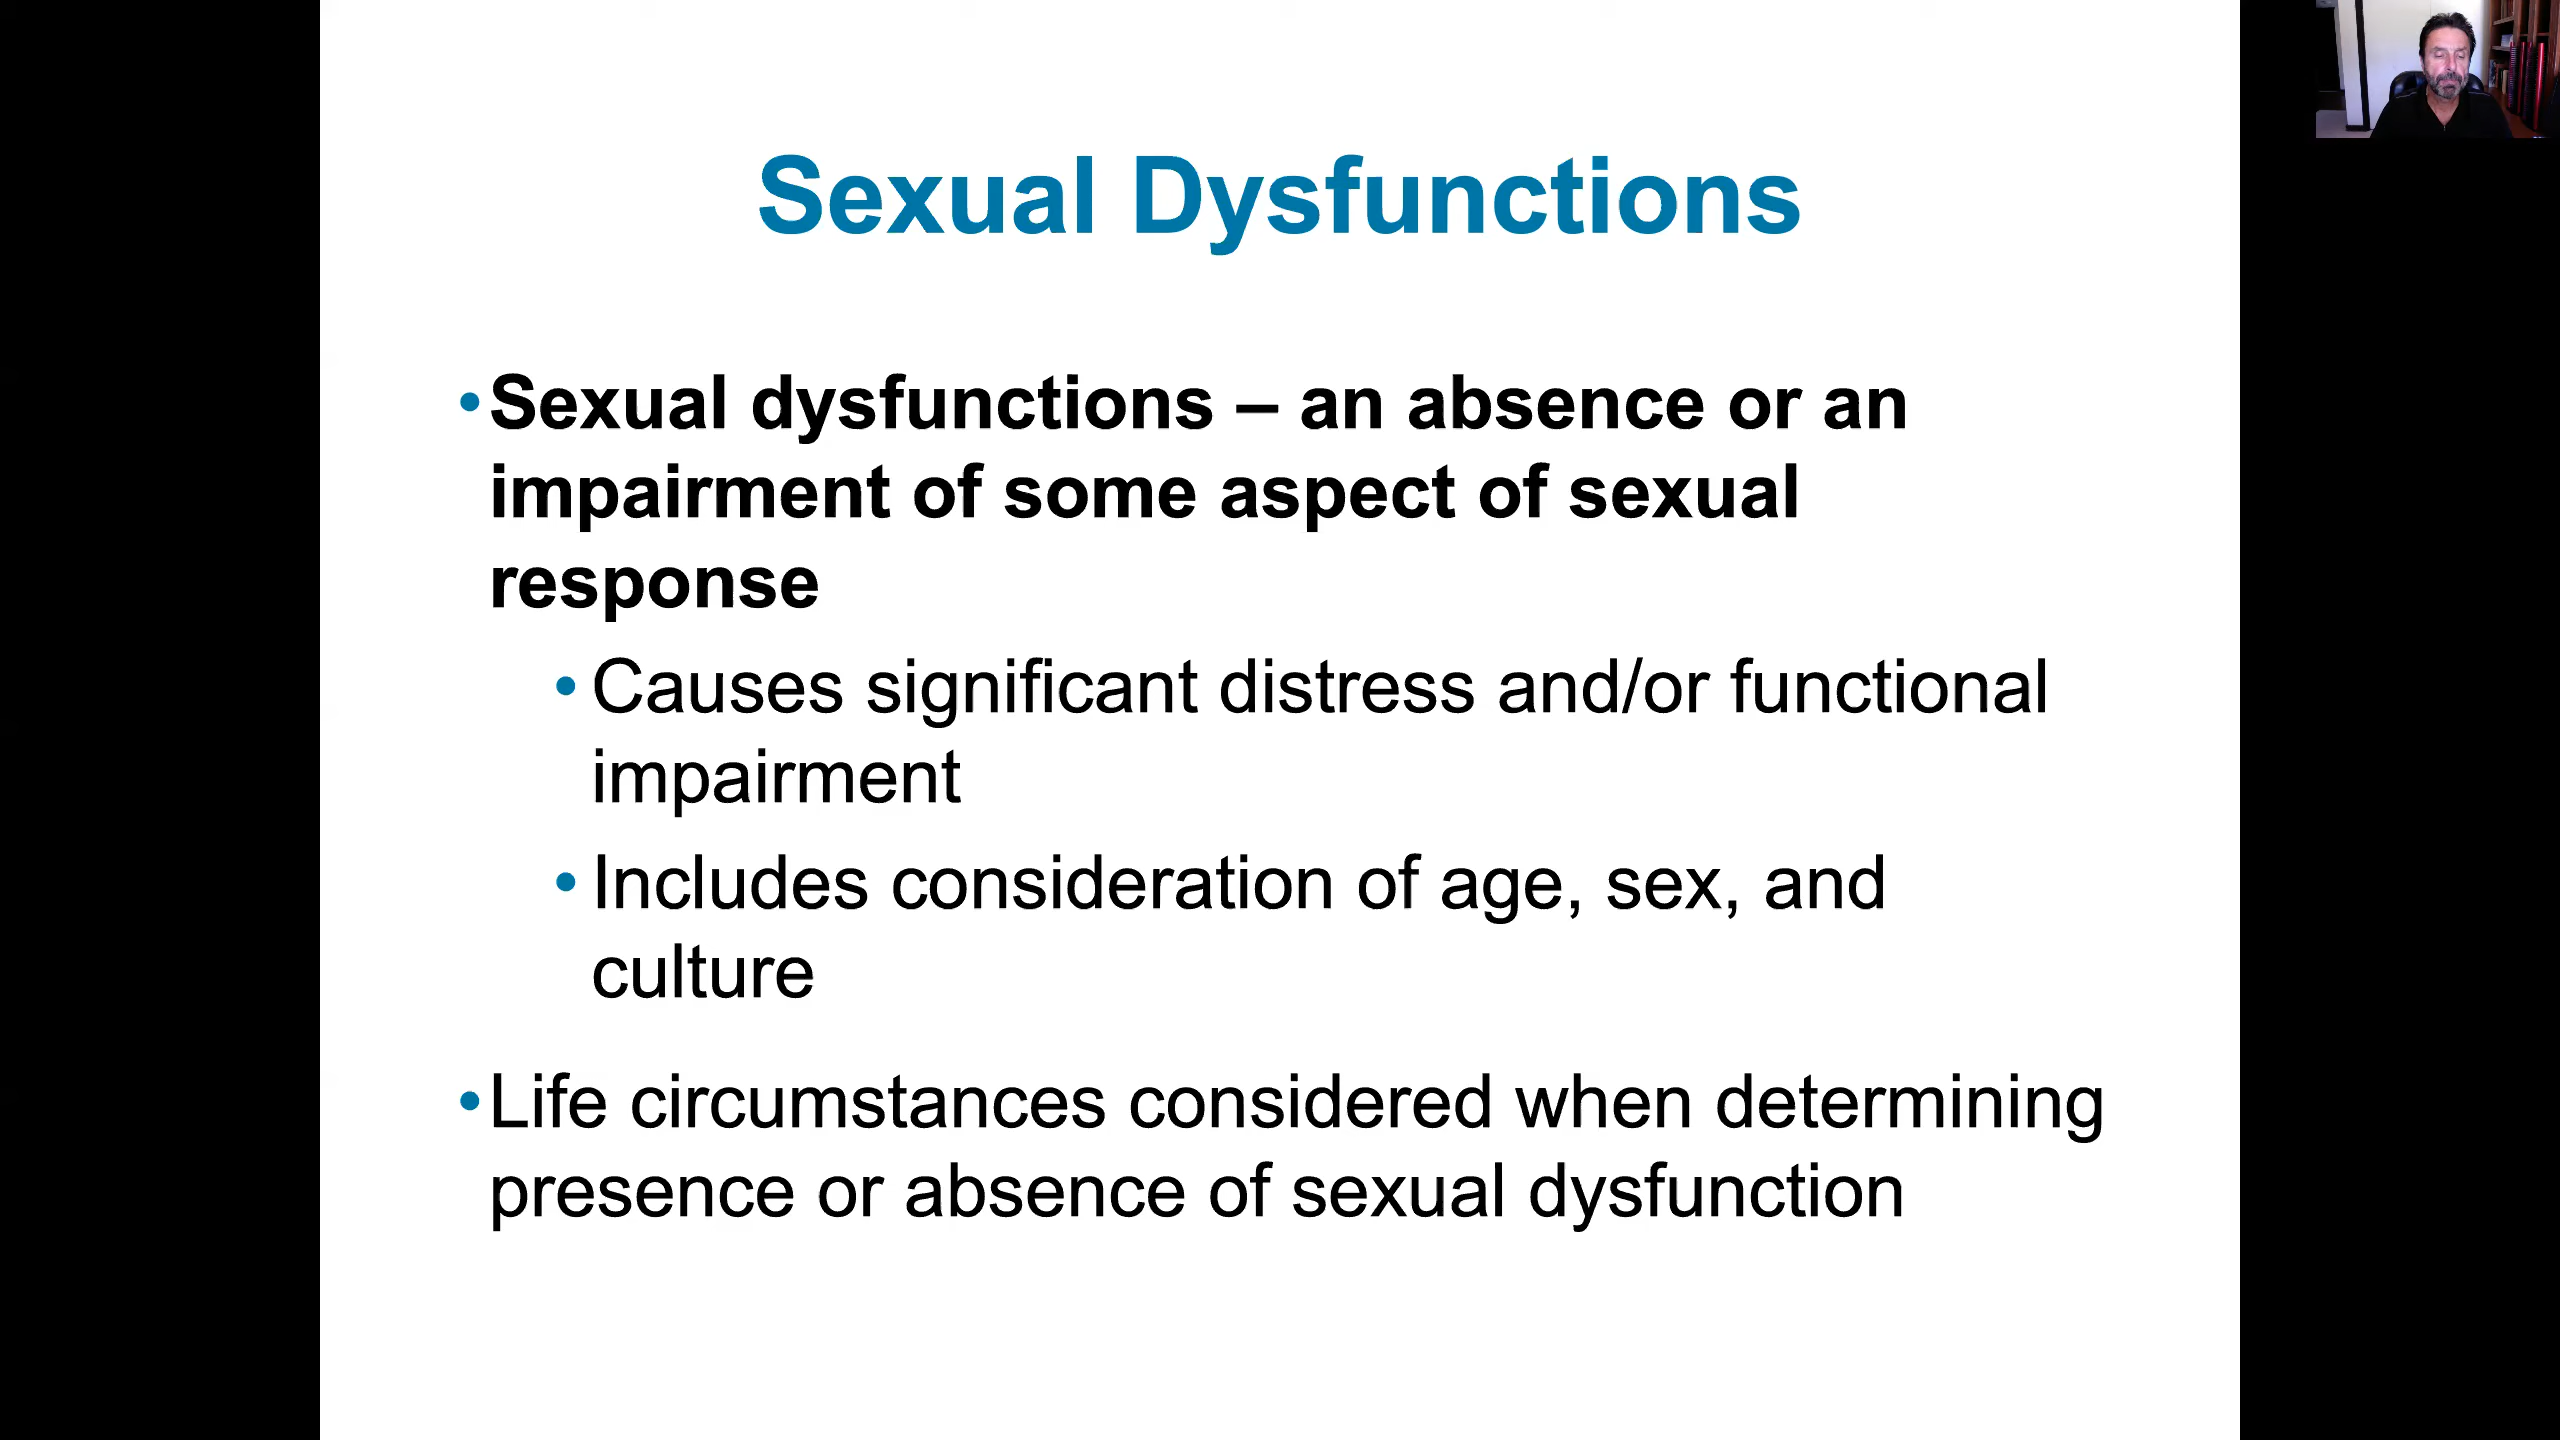 Sexual Dysfunctions
•Sexual dysfunctions – an absence or an
impairment of some aspect of sexual
response
•Causes significant distress and/or functional
impairment
•Includes consideration of age, sex, and
culture
•Life circumstances considered when determining
presence or absence of sexual dysfunction